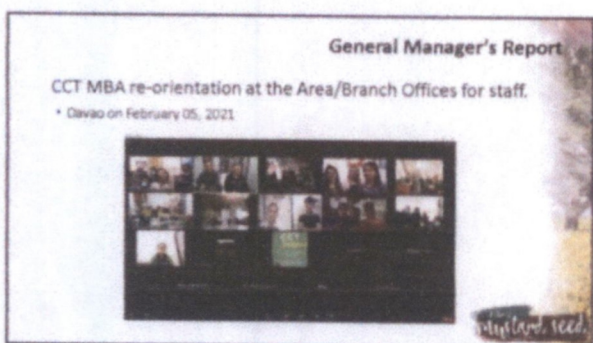 General Manager's Report
CCT MBA re-orientation at the Area/Branch Offices for staff.
• Davao on February 05, 2021
CCT
mustard. seed.